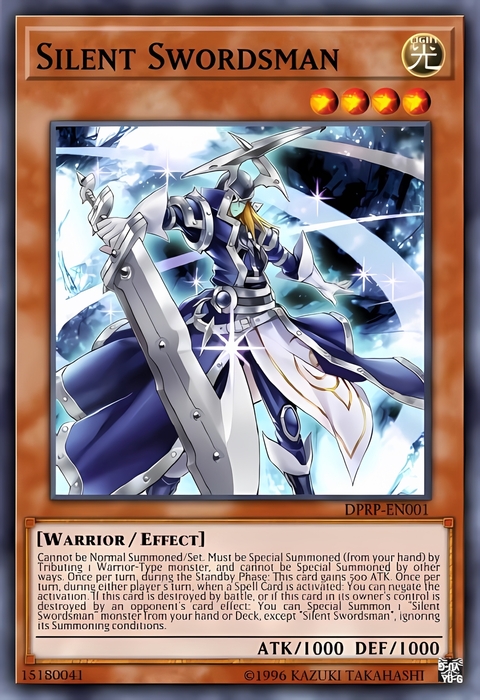 SILENT SWORDSMAN
LIGHT
光
DPRP-EN001
[WARRIOR / EFFECT]
Cannot be Normal Summoned/Set. Must be Special Summoned (from your hand) by
Tributing 1 Warrior-Type monster, and cannot be Special Summoned by other
ways. Once per turn, during the Standby Phase: This card gains 500 ATK. Once per
turn, during either player's turn, when a Spell Card is activated: You can negate the
activation. If this card is destroyed by battle, or if this card in its owner's control is
destroyed by an opponent's card effect: You can Special Summon 1 "Silent
Swordsman" monster from your hand or Deck, except "Silent Swordsman", ignoring
its Summoning conditions.
ATK/1000 DEF/1000
15180041
©1996 KAZUKI TAKAHASHI